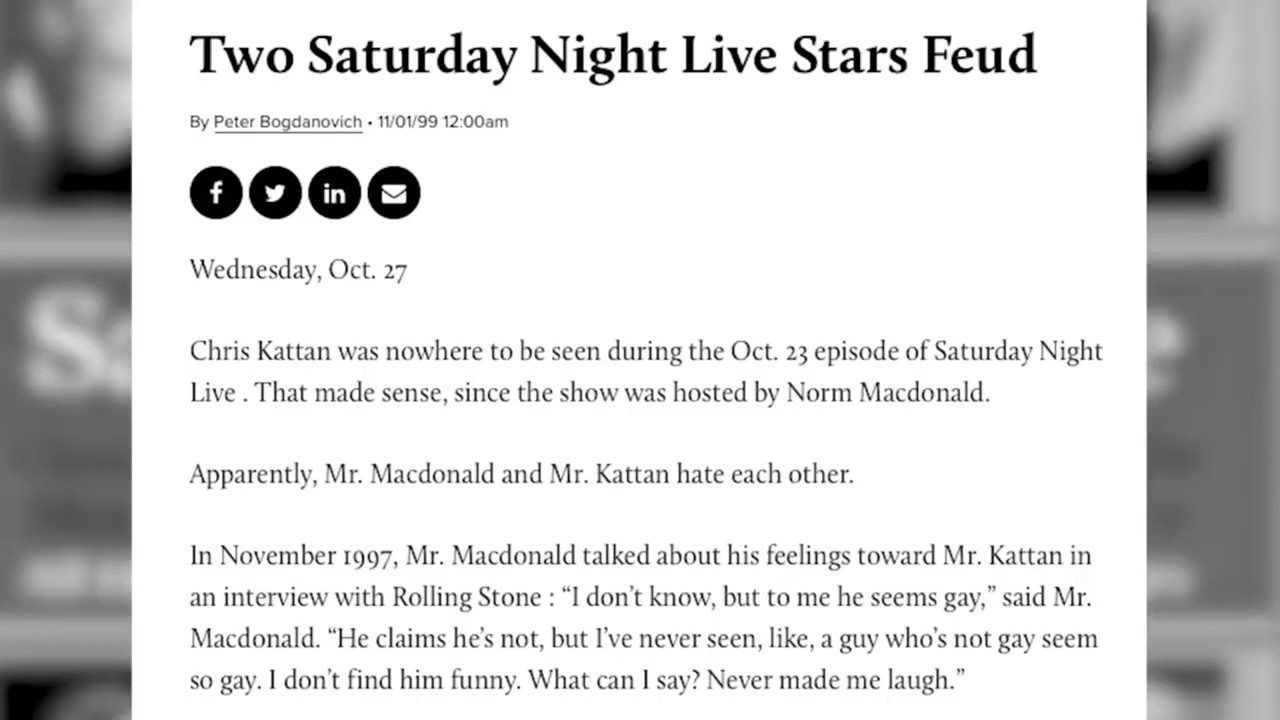 Two Saturday Night Live Stars Feud
By Peter Bogdanovich • 11/01/99 12:00am
Wednesday, Oct. 27
Chris Kattan was nowhere to be seen during the Oct. 23 episode of Saturday Night
Live . That made sense, since the show was hosted by Norm Macdonald.
Apparently, Mr. Macdonald and Mr. Kattan hate each other.
In November 1997, Mr. Macdonald talked about his feelings toward Mr. Kattan in
an interview with Rolling Stone : “I don’t know, but to me he seems gay,” said Mr.
Macdonald. “He claims he’s not, but I’ve never seen, like, a guy who’s not gay seem
so gay. I don’t find him funny. What can I say? Never made me laugh.”